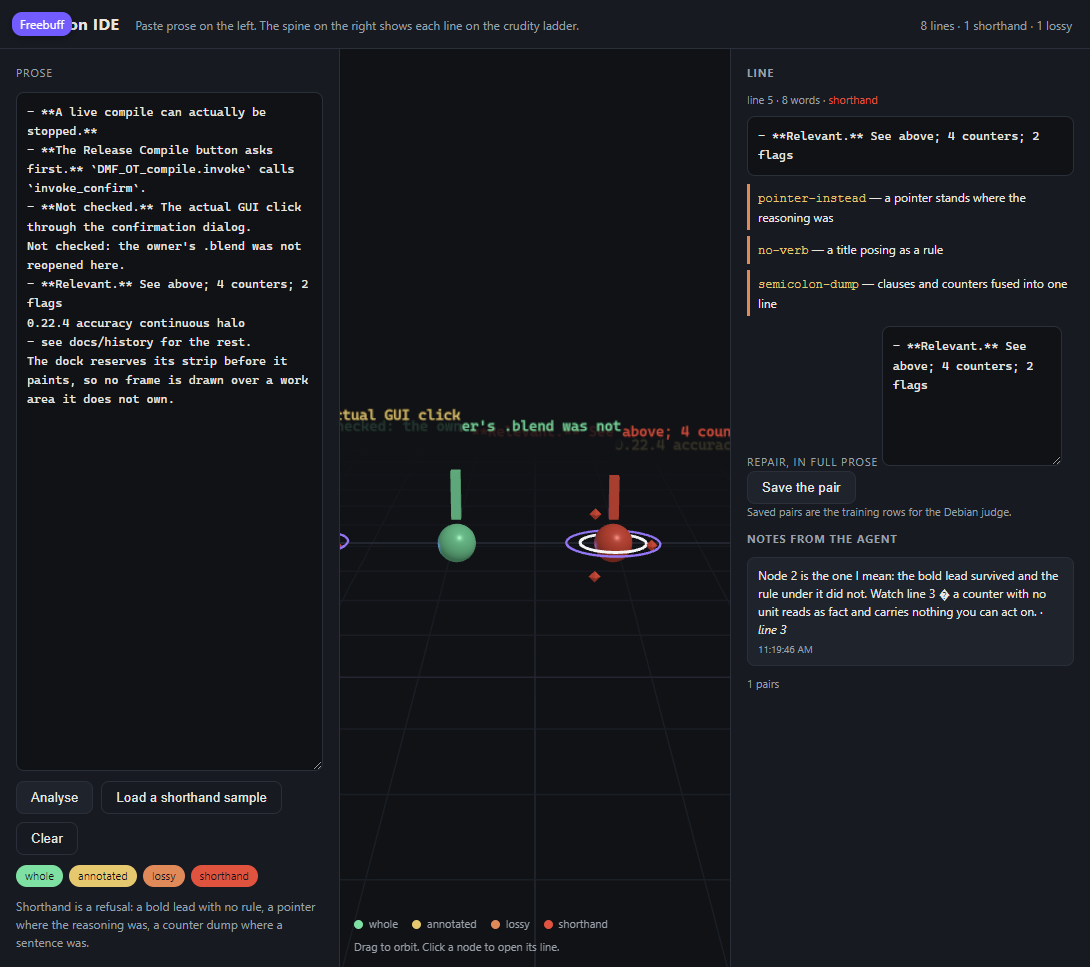 Freebuff on IDE
Paste prose on the left. The spine on the right shows each line on the crudity ladder.
8 lines · 1 shorthand · 1 lossy
PROSE
- **A live compile can actually be
stopped.**
- **The Release Compile button asks
first.** `DMF_OT_compile.invoke` calls
`invoke_confirm`.
- **Not checked.** The actual GUI click
through the confirmation dialog.
Not checked: the owner's .blend was not
reopened here.
- **Relevant.** See above; 4 counters; 2
flags
0.22.4 accuracy continuous halo
- see docs/history for the rest.
The dock reserves its strip before it
paints, so no frame is drawn over a work
area it does not own.
Analyse
Load a shorthand sample
Clear
whole
annotated
lossy
shorthand
Shorthand is a refusal: a bold lead with no rule, a pointer
where the reasoning was, a counter dump where a
sentence was.
ctual GUI click
checked: the owner's .blend was not
**Relevant.** See above; 4 coun
0.22.4 accurac
whole
annotated
lossy
shorthand
Drag to orbit. Click a node to open its line.
LINE
line 5 · 8 words · shorthand
- **Relevant.** See above; 4 counters; 2
flags
pointer-instead — a pointer stands where the
reasoning was
no-verb — a title posing as a rule
semicolon-dump — clauses and counters fused into one
line
- **Relevant.** See
above; 4 counters; 2
flags
REPAIR, IN FULL PROSE
Save the pair
Saved pairs are the training rows for the Debian judge.
NOTES FROM THE AGENT
Node 2 is the one I mean: the bold lead survived and the
rule under it did not. Watch line 3 � a counter with no
unit reads as fact and carries nothing you can act on. ·
line 3
11:19:46 AM
1 pairs